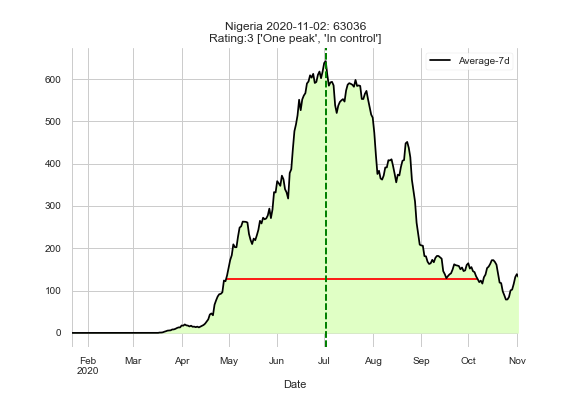 Nigeria 2020-11-02: 63036
Rating:3 ['One peak', 'In control']
Average-7d
600
500
400
300
200
100
0
Feb Mar Apr May Jun Jul Aug Sep Oct Nov
2020
Date